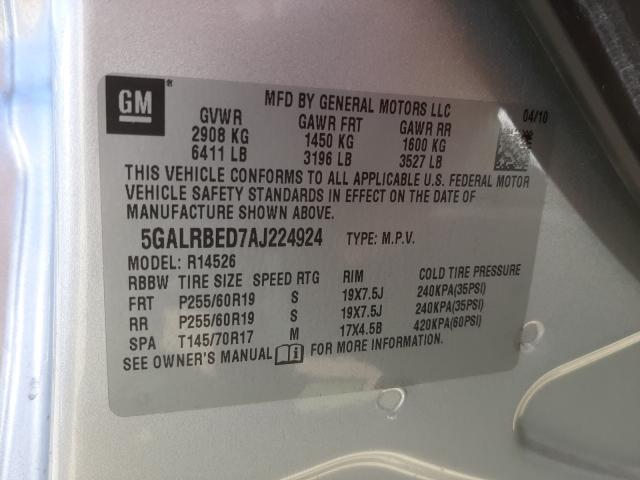 GM ®
MFD BY GENERAL MOTORS LLC
04/10
GVWR GAWR FRT GAWR RR
2908 KG 1450 KG 1600 KG
6411 LB 3196 LB 3527 LB
THIS VEHICLE CONFORMS TO ALL APPLICABLE U.S. FEDERAL MOTOR
VEHICLE SAFETY STANDARDS IN EFFECT ON THE DATE OF
MANUFACTURE SHOWN ABOVE.
5GALRBED7AJ224924 TYPE: M.P.V.
MODEL: R14526
RBBW TIRE SIZE SPEED RTG RIM COLD TIRE PRESSURE
FRT P255/60R19 S 19X7.5J 240KPA(35PSI)
RR P255/60R19 S 19X7.5J 240KPA(35PSI)
SPA T145/70R17 M 17X4.5B 420KPA(60PSI)
SEE OWNER'S MANUAL i FOR MORE INFORMATION.